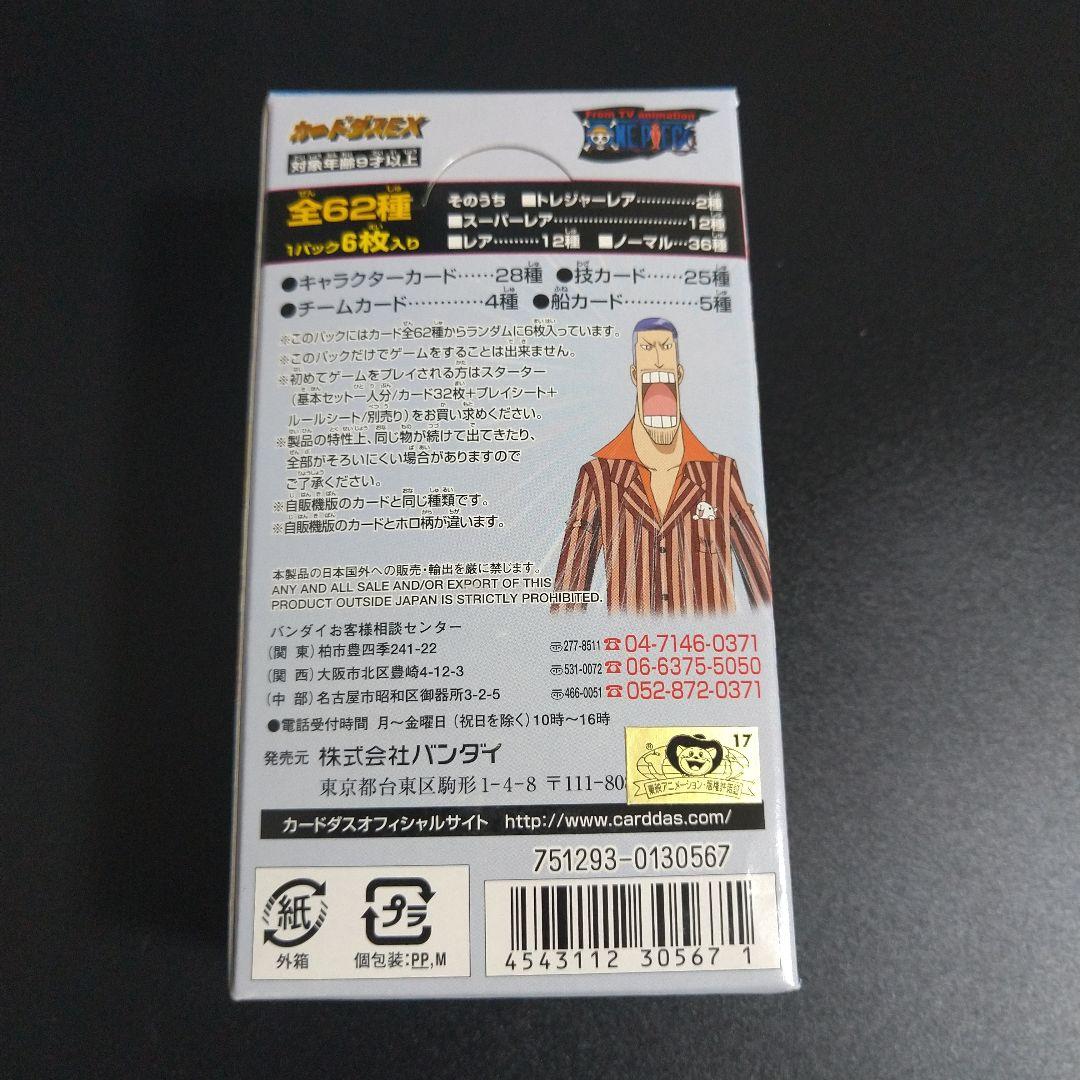 カードダスEX
From TV animation
ONE PIECE
対象年齢9才以上
全62種
1パック6枚入り
そのうち ■トレジャーレア…………2種
■スーパーレア……………………12種
■レア………12種 ■ノーマル…36種
●キャラクターカード……28種 ●技カード……25種
●チームカード…………4種 ●船カード…………5種
※このパックにはカード全62種からランダムに6枚入っています。
※このパックだけでゲームをすることは出来ません。
※初めてゲームをプレイされる方はスターター
(基本セット一人分/カード32枚+プレイシート+
ルールシート/別売り)をお買い求めください。
※製品の特性上、同じ物が続けて出てきたり、
全部がそろいにくい場合がありますので
ご了承ください。
※自販機版のカードと同じ種類です。
※自販機版のカードとホロ柄が違います。
本製品の日本国外への販売・輸出を厳に禁じます。
ANY AND ALL SALE AND/OR EXPORT OF THIS
PRODUCT OUTSIDE JAPAN IS STRICTLY PROHIBITED.
バンダイお客様相談センター
(関 東)柏市豊四季241-22 〠277-8511 ☎04-7146-0371
(関 西)大阪市北区豊崎4-12-3 〠531-0072 ☎06-6375-5050
(中 部)名古屋市昭和区御器所3-2-5 〠466-0051 ☎052-872-0371
●電話受付時間 月〜金曜日(祝日を除く)10時〜16時
発売元 株式会社バンダイ
東京都台東区駒形1-4-8 〒111-80
17
東映アニメーション・版権許諾証
カードダスオフィシャルサイト http://www.carddas.com/
751293-0130567
紙
外箱
プラ
個包装:PP,M
4543112 305671